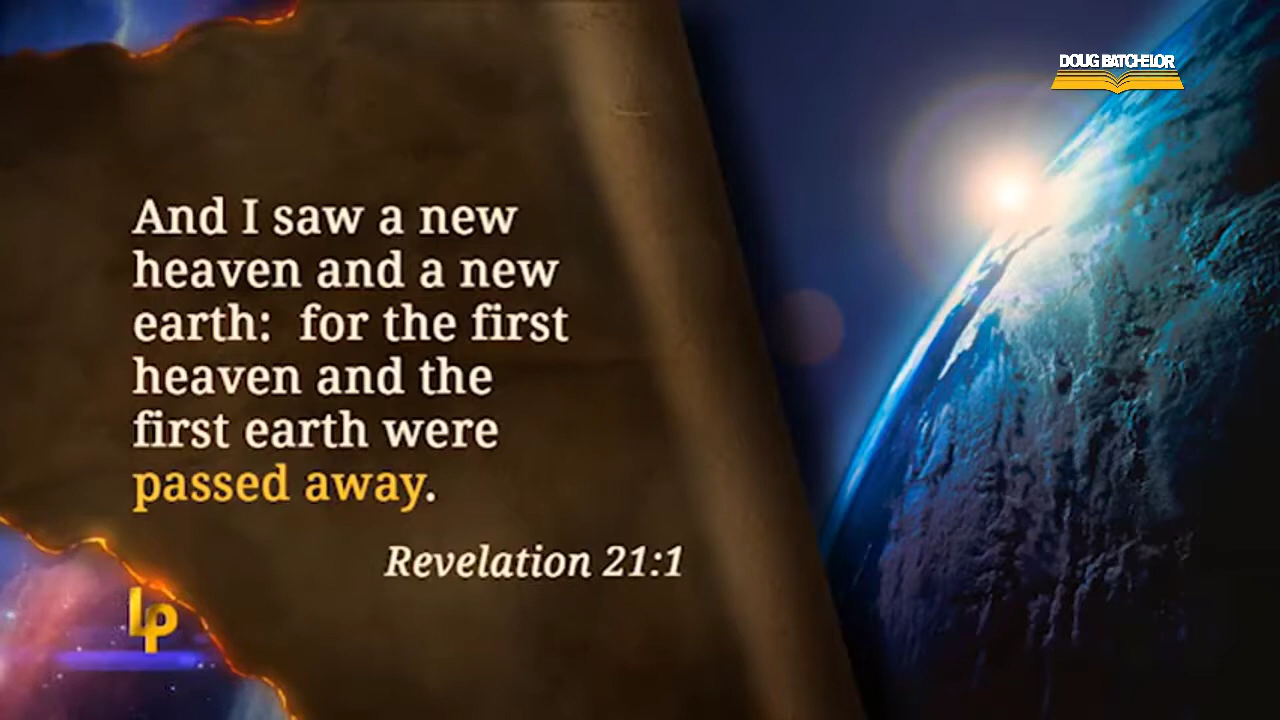 DOUG BATCHELOR
And I saw a new
heaven and a new
earth:  for the first
heaven and the
first earth were
passed away.
Revelation 21:1
Lp